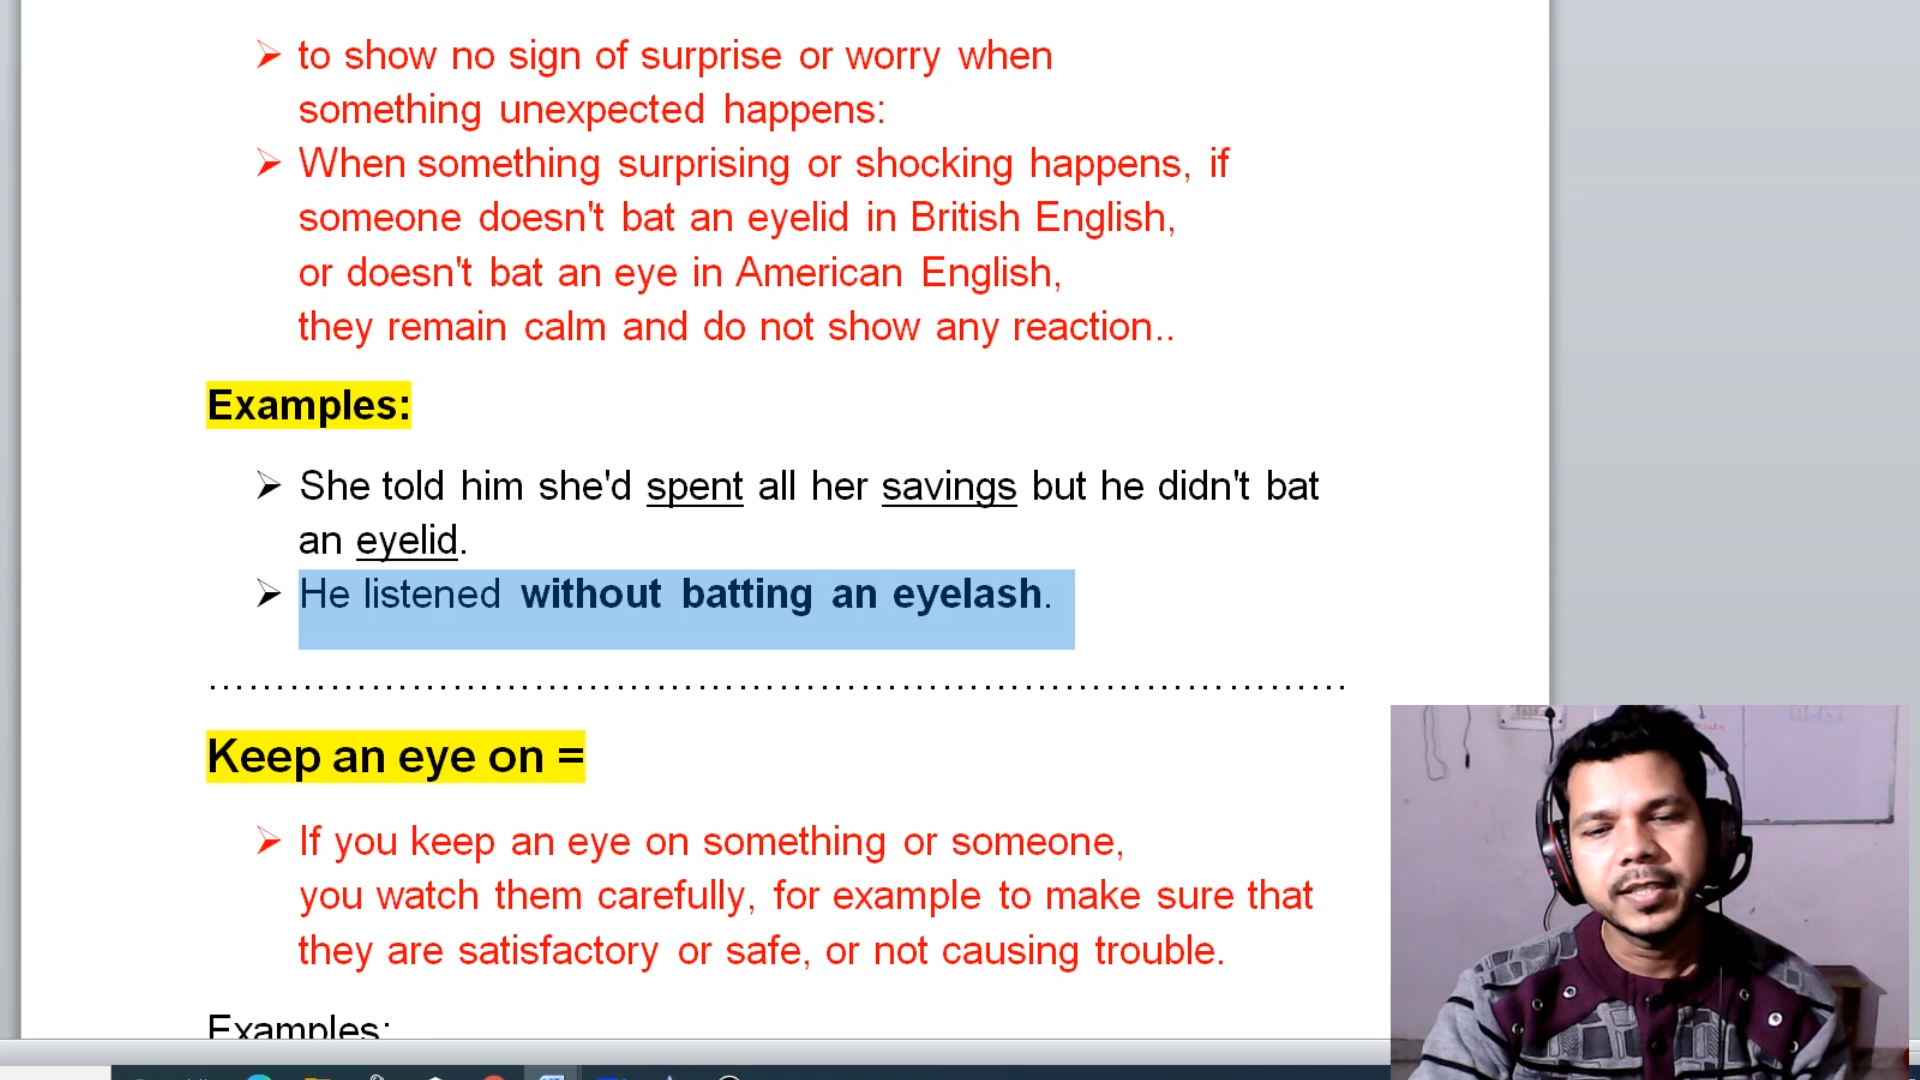 to show no sign of surprise or worry when
something unexpected happens:
When something surprising or shocking happens, if
someone doesn't bat an eyelid in British English,
or doesn't bat an eye in American English,
they remain calm and do not show any reaction..
Examples:
She told him she'd spent all her savings but he didn't bat
an eyelid.
He listened without batting an eyelash.
Keep an eye on =
If you keep an eye on something or someone,
you watch them carefully, for example to make sure that
they are satisfactory or safe, or not causing trouble.
Examples: